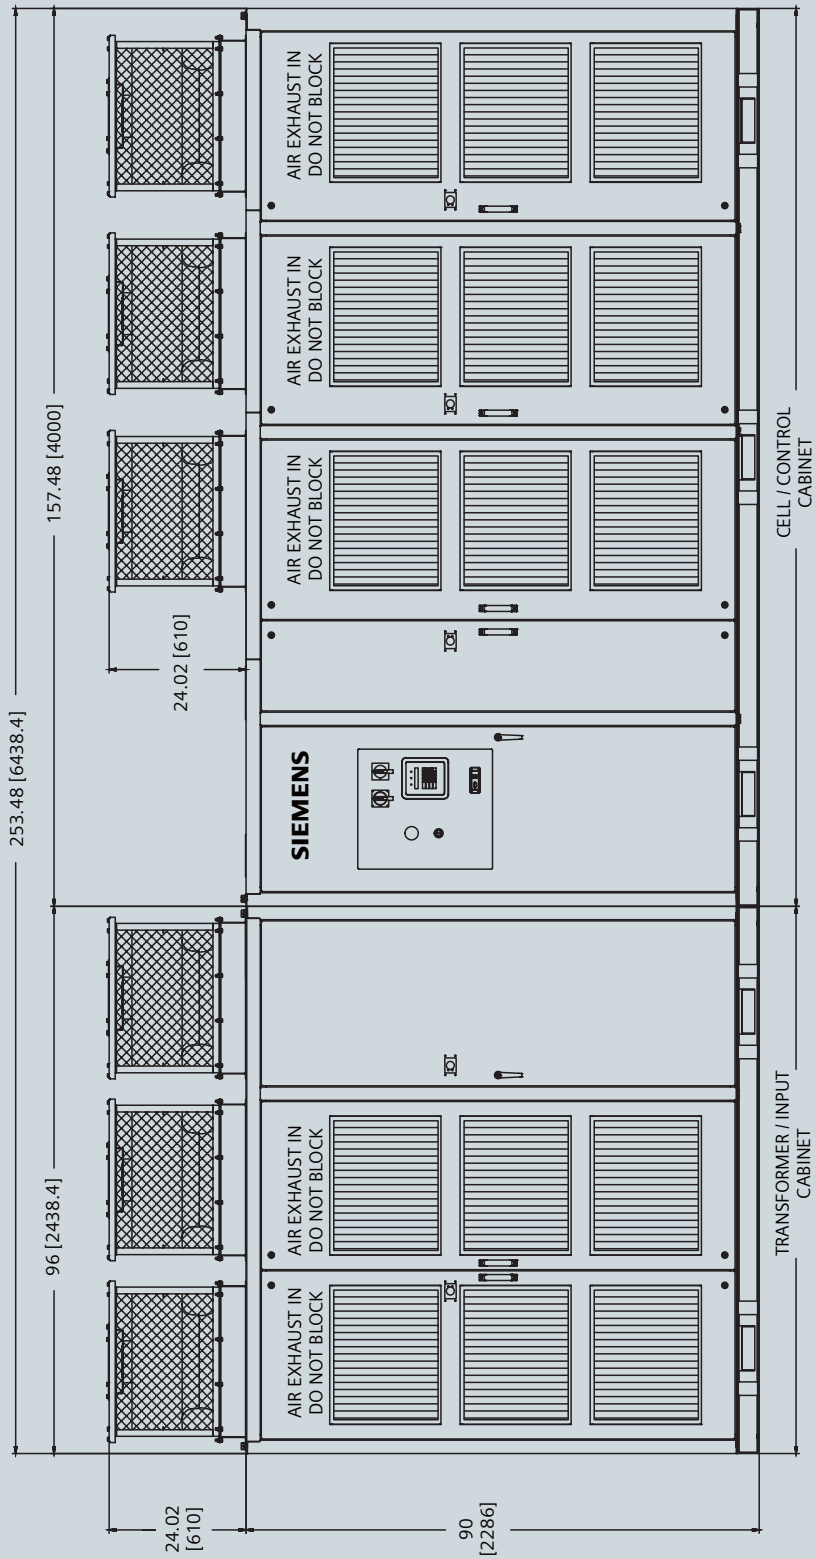 253.48 [6438.4]
96 [2438.4]
157.48 [4000]
24.02
[610]
24.02 [610]
90
[2286]
AIR EXHAUST IN
DO NOT BLOCK
AIR EXHAUST IN
DO NOT BLOCK
SIEMENS
AIR EXHAUST IN
DO NOT BLOCK
AIR EXHAUST IN
DO NOT BLOCK
AIR EXHAUST IN
DO NOT BLOCK
TRANSFORMER / INPUT
CABINET
CELL / CONTROL
CABINET